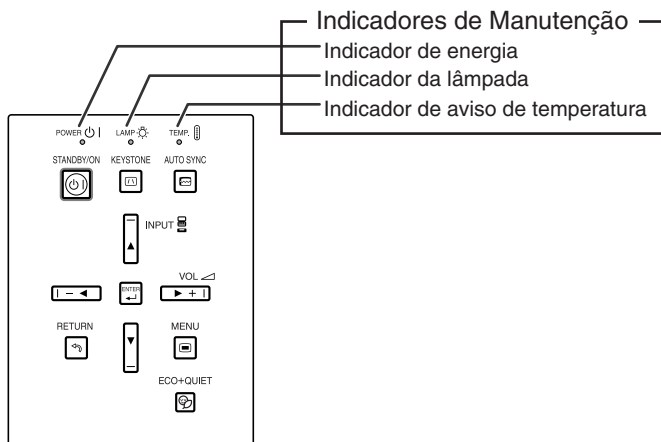 Indicadores de Manutenção
Indicador de energia
Indicador da lâmpada
Indicador de aviso de temperatura
POWER LAMP TEMP.
STANDBY/ON KEYSTONE AUTO SYNC
INPUT
VOL
ENTER
RETURN MENU
ECO+QUIET